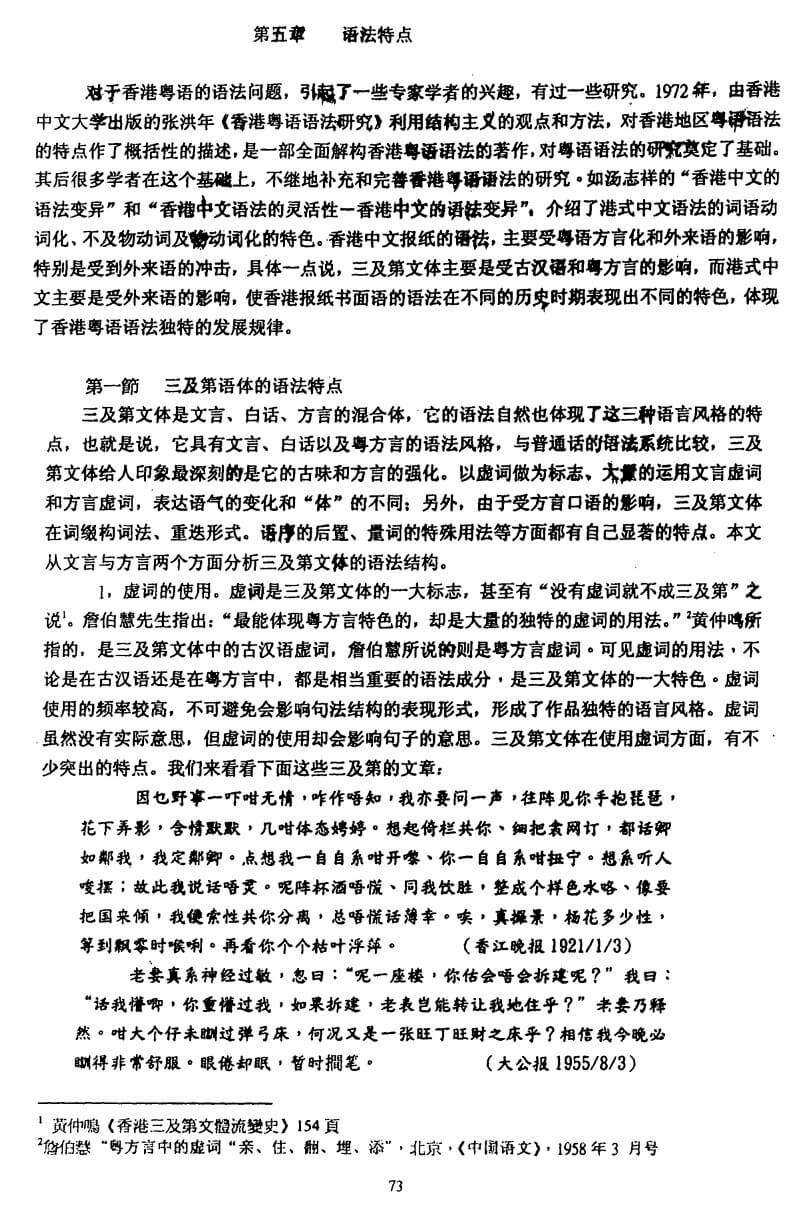 第五章 语法特点
对于香港粤语的语法问题，引起了一些专家学者的兴趣，有过一些研究。1972年，由香港
中文大学出版的张洪年《香港粤语语法研究》利用结构主义的观点和方法，对香港地区粤语语法
的特点作了概括性的描述，是一部全面解构香港粤语语法的著作，对粤语语法的研究奠定了基础。
其后很多学者在这个基础上，不继地补充和完善香港粤语语法的研究。如汤志祥的“香港中文的
语法变异”和“香港中文语法的灵活性－香港中文的语法变异”，介绍了港式中文语法的词语动
词化、不及物动词及物动词化的特色。香港中文报纸的语法，主要受粤语方言化和外来语的影响，
特别是受到外来语的冲击，具体一点说，三及第文体主要是受古汉语和粤方言的影响，而港式中
文主要是受外来语的影响，使香港报纸书面语的语法在不同的历史时期表现出不同的特色，体现
了香港粤语语法独特的发展规律。
第一節 三及第语体的语法特点
三及第文体是文言、白话、方言的混合体，它的语法自然也体现了这三种语言风格的特
点，也就是说，它具有文言、白话以及粤方言的语法风格，与普通话的语法系统比较，三及
第文体给人印象最深刻的是它的古味和方言的强化。以虚词做为标志、大量的运用文言虚词
和方言虚词，表达语气的变化和“体”的不同；另外，由于受方言口语的影响，三及第文体
在词缀构词法、重迭形式。语序的后置、量词的特殊用法等方面都有自己显著的特点。本文
从文言与方言两个方面分析三及第文体的语法结构。
1，虚词的使用。虚词是三及第文体的一大标志，甚至有“没有虚词就不成三及第”之
说¹。詹伯慧先生指出：“最能体现粤方言特色的，却是大量的独特的虚词的用法。”²黄仲鸣所
指的，是三及第文体中的古汉语虚词，詹伯慧所说的则是粤方言虚词。可见虚词的用法，不
论是在古汉语还是在粤方言中，都是相当重要的语法成分，是三及第文体的一大特色。虚词
使用的频率较高，不可避免会影响句法结构的表现形式，形成了作品独特的语言风格。虚词
虽然没有实际意思，但虚词的使用却会影响句子的意思。三及第文体在使用虚词方面，有不
少突出的特点。我们来看看下面这些三及第的文章：
因乜野事一吓咁无情，咋作唔知，我亦要问一声，往阵见你手抱琵琶，
花下弄影，含情默默，几咁体态娉婷。想起倚栏共你、细把袁网订，都话卿
如鄰我，我定鄰卿。点想我一自自系咁开嚟、你一自自系咁扭宁。想系听人
唆摆；故此我说话唔灵。呢阵杯酒唔慌、同我饮胜，整成个样色水咯、像要
把国来倾，我便索性共你分离，总唔慌话薄幸。唉，真撞景，杨花多少性，
等到飘零时喉唎。再看你个个枯叶浮萍。 （香江晚报 1921/1/3）
老妻真系神经过敏，忽曰：“呢一座楼，你估会唔会拆建呢？”我曰：
“话我懵唧，你重懵过我，如果拆建，老表岂能转让我地住乎？”老妻乃释
然。咁大个仔未瞓过弹弓床，何况又是一张旺丁旺财之床乎？相信我今晚必
瞓得非常舒服。眼倦却眠，暂时搁笔。 （大公报 1955/8/3）
¹ 黄仲鳴《香港三及第文體流變史》154 頁
²詹伯慧“粤方言中的虚词“亲、住、翻、埋、添”，北京，《中国语文》，1958 年 3 月号
73